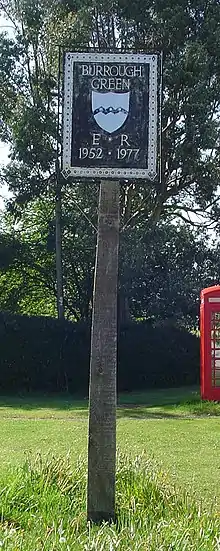 BURROUGH
GREEN
E R
1952 • 1977